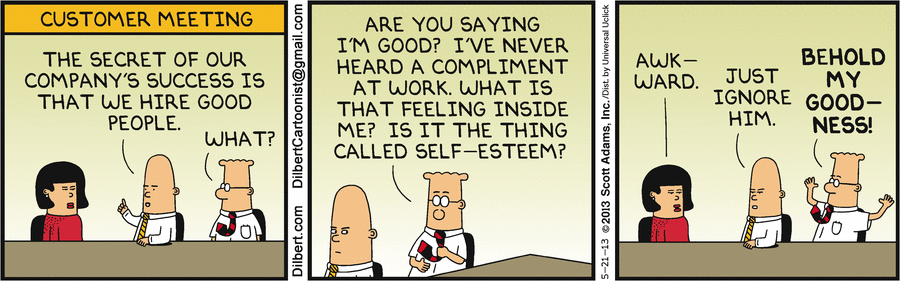 CUSTOMER MEETING
THE SECRET OF OUR
COMPANY'S SUCCESS IS
THAT WE HIRE GOOD
PEOPLE.
WHAT?
Dilbert.com DilbertCartoonist@gmail.com
ARE YOU SAYING
I'M GOOD? I'VE NEVER
HEARD A COMPLIMENT
AT WORK. WHAT IS
THAT FEELING INSIDE
ME? IS IT THE THING
CALLED SELF-ESTEEM?
5-21-13 © 2013 Scott Adams, Inc. /Dist. by Universal Uclick
AWK-
WARD.
JUST
IGNORE
HIM.
BEHOLD
MY
GOOD-
NESS!